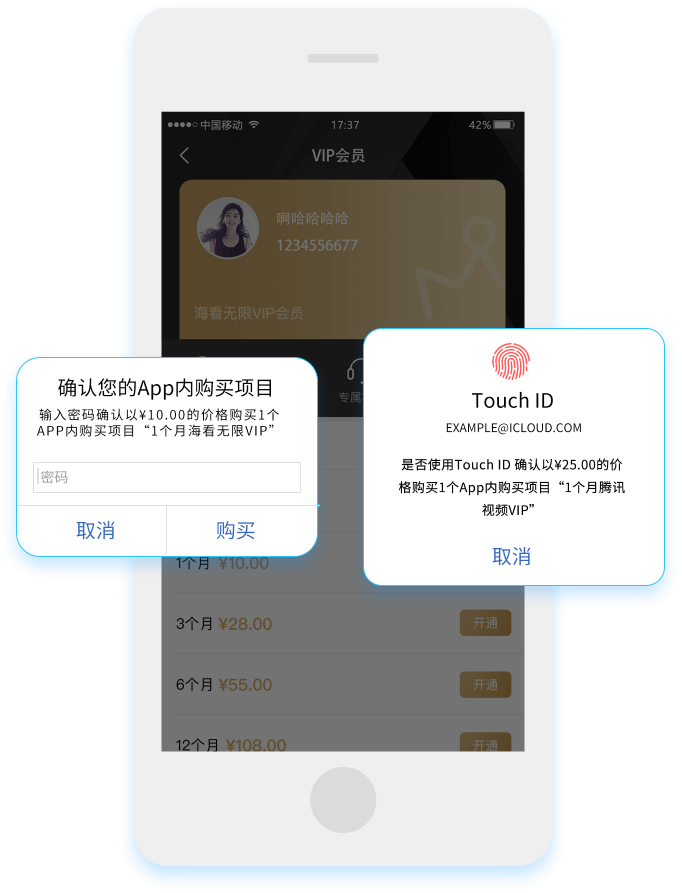 中国移动
17:37
42%
VIP会员
啊哈哈哈哈
1234556677
海看无限VIP会员
专属
确认您的App内购买项目
输入密码确认以¥10.00的价格购买1个
APP内购买项目“1个月海看无限VIP”
密码
取消
购买
Touch ID
EXAMPLE@ICLOUD.COM
是否使用Touch ID 确认以¥25.00的价
格购买1个App内购买项目“1个月腾讯
视频VIP”
取消
1个月 ¥10.00
3个月 ¥28.00
开通
6个月 ¥55.00
开通
12个月 ¥108.00
开通